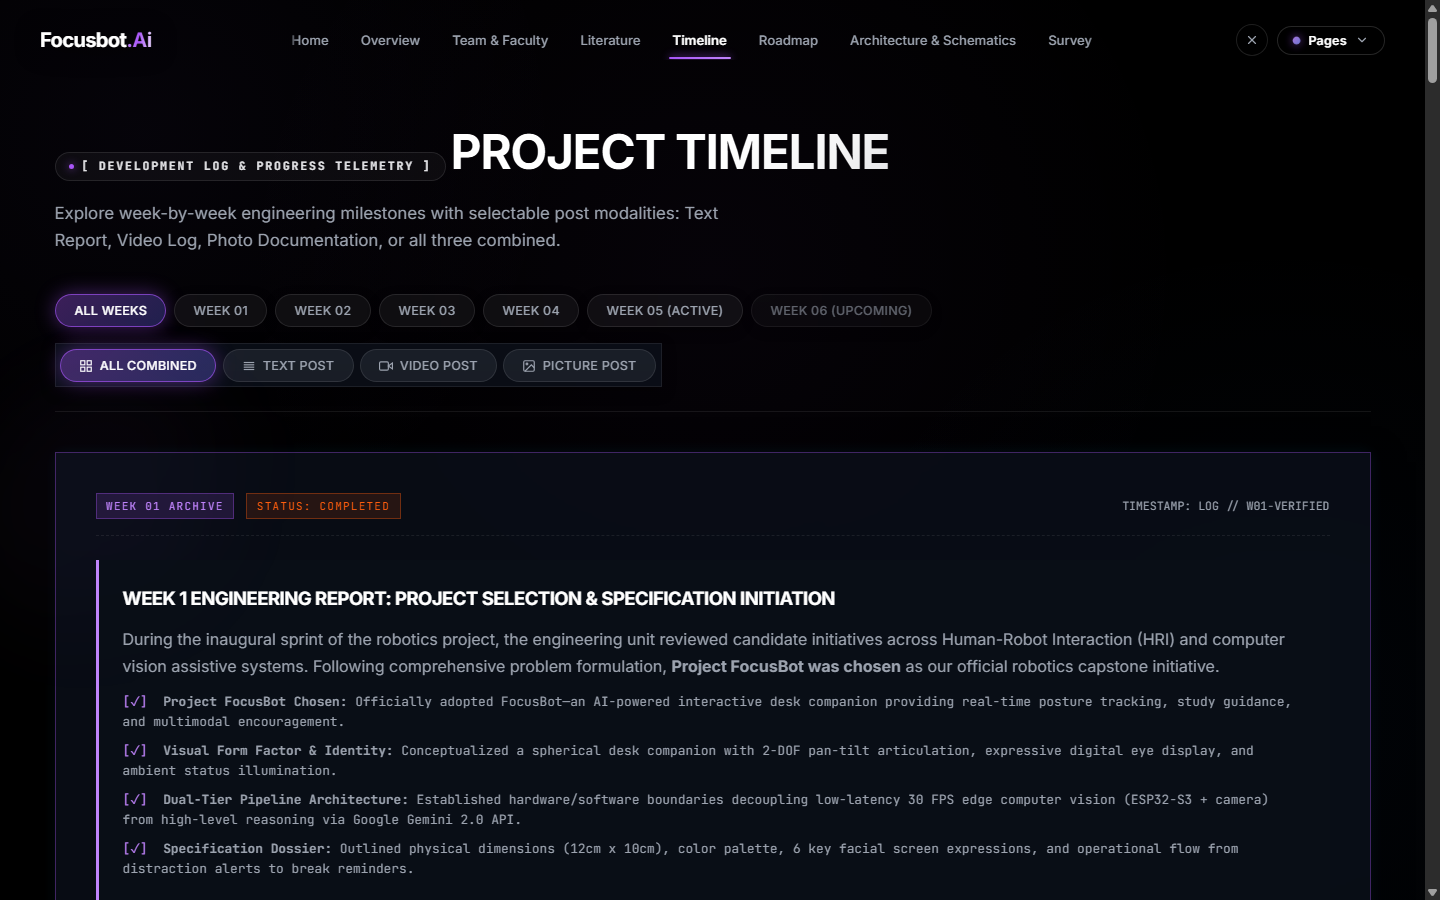 Focusbot.Ai
Home
Overview
Team & Faculty
Literature
Timeline
Roadmap
Architecture & Schematics
Survey
Pages
[ DEVELOPMENT LOG & PROGRESS TELEMETRY ]
PROJECT TIMELINE
Explore week-by-week engineering milestones with selectable post modalities: Text
Report, Video Log, Photo Documentation, or all three combined.
ALL WEEKS
WEEK 01
WEEK 02
WEEK 03
WEEK 04
WEEK 05 (ACTIVE)
WEEK 06 (UPCOMING)
ALL COMBINED
TEXT POST
VIDEO POST
PICTURE POST
WEEK 01 ARCHIVE
STATUS: COMPLETED
TIMESTAMP: LOG // W01-VERIFIED
WEEK 1 ENGINEERING REPORT: PROJECT SELECTION & SPECIFICATION INITIATION
During the inaugural sprint of the robotics project, the engineering unit reviewed candidate initiatives across Human-Robot Interaction (HRI) and computer
vision assistive systems. Following comprehensive problem formulation, Project FocusBot was chosen as our official robotics capstone initiative.
[✓] Project FocusBot Chosen: Officially adopted FocusBot—an AI-powered interactive desk companion providing real-time posture tracking, study guidance,
and multimodal encouragement.
[✓] Visual Form Factor & Identity: Conceptualized a spherical desk companion with 2-DOF pan-tilt articulation, expressive digital eye display, and
ambient status illumination.
[✓] Dual-Tier Pipeline Architecture: Established hardware/software boundaries decoupling low-latency 30 FPS edge computer vision (ESP32-S3 + camera)
from high-level reasoning via Google Gemini 2.0 API.
[✓] Specification Dossier: Outlined physical dimensions (12cm x 10cm), color palette, 6 key facial screen expressions, and operational flow from
distraction alerts to break reminders.